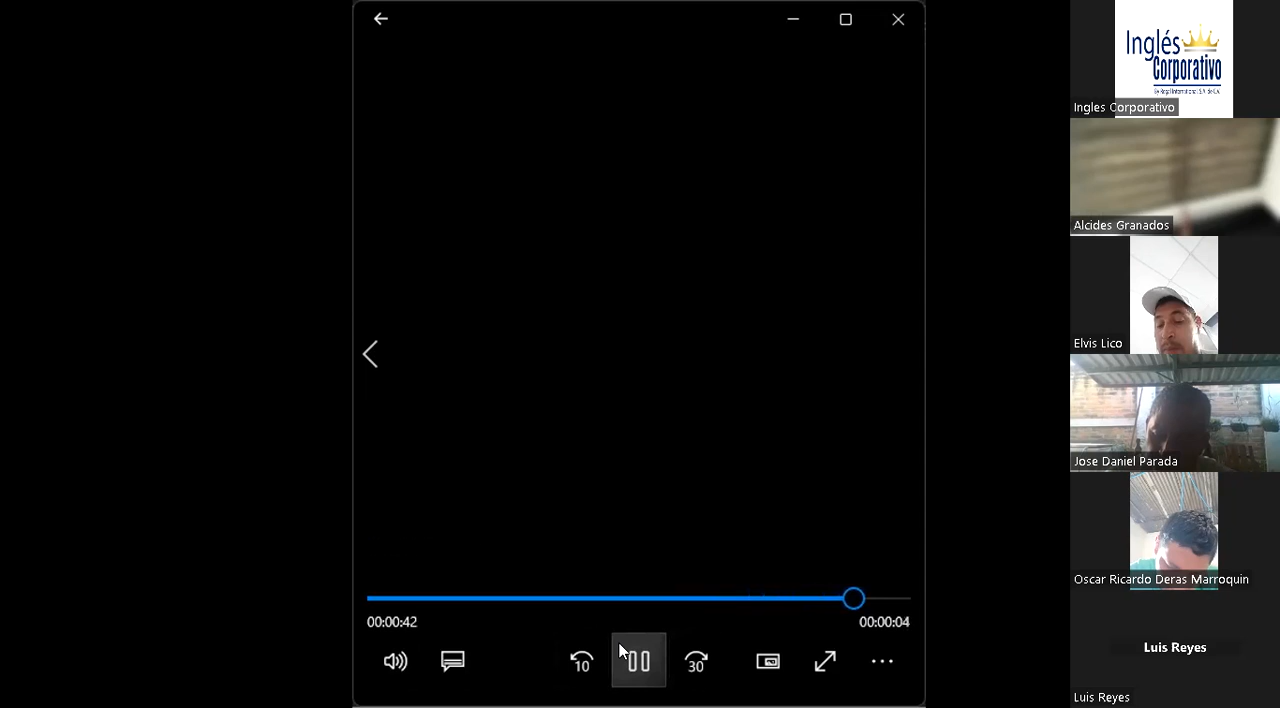 Inglés
Corporativo
Ingles Corporativo
Alcides Granados
Elvis Lico
Jose Daniel Parada
Oscar Ricardo Deras Marroquin
Luis Reyes
Luis Reyes
00:00:42
00:00:04
10
30